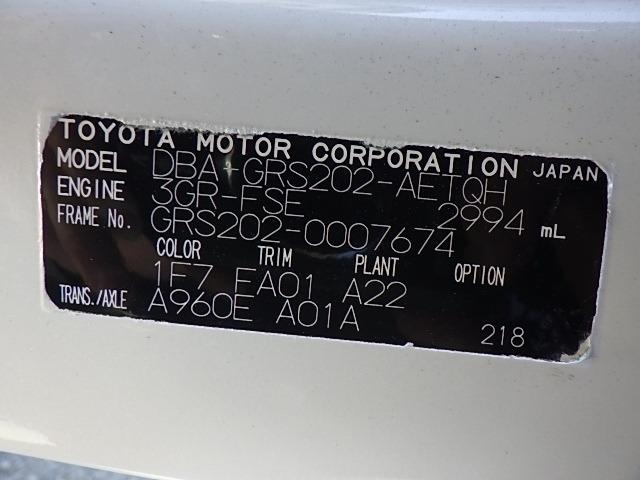 TOYOTA MOTOR CORPORATION JAPAN
MODEL DBA-GRS202-AETQH
ENGINE 3GR-FSE 2994 mL
FRAME No. GRS202-0007674
COLOR TRIM PLANT OPTION
1F7 FA01 A22
TRANS./AXLE A960E A01A
218